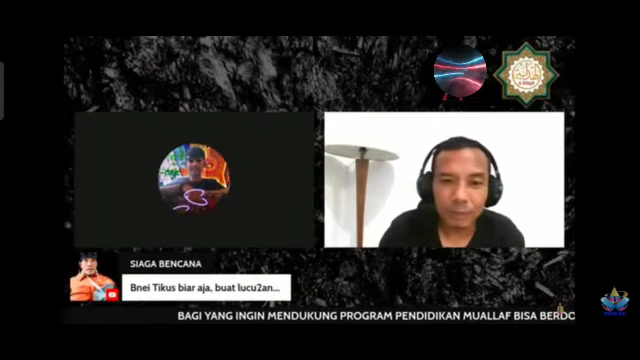 SIAGA BENCANA
Bnei Tikus biar aja, buat lucu2an...
BAGI YANG INGIN MENDUKUNG PROGRAM PENDIDIKAN MUALLAF BISA BERDO